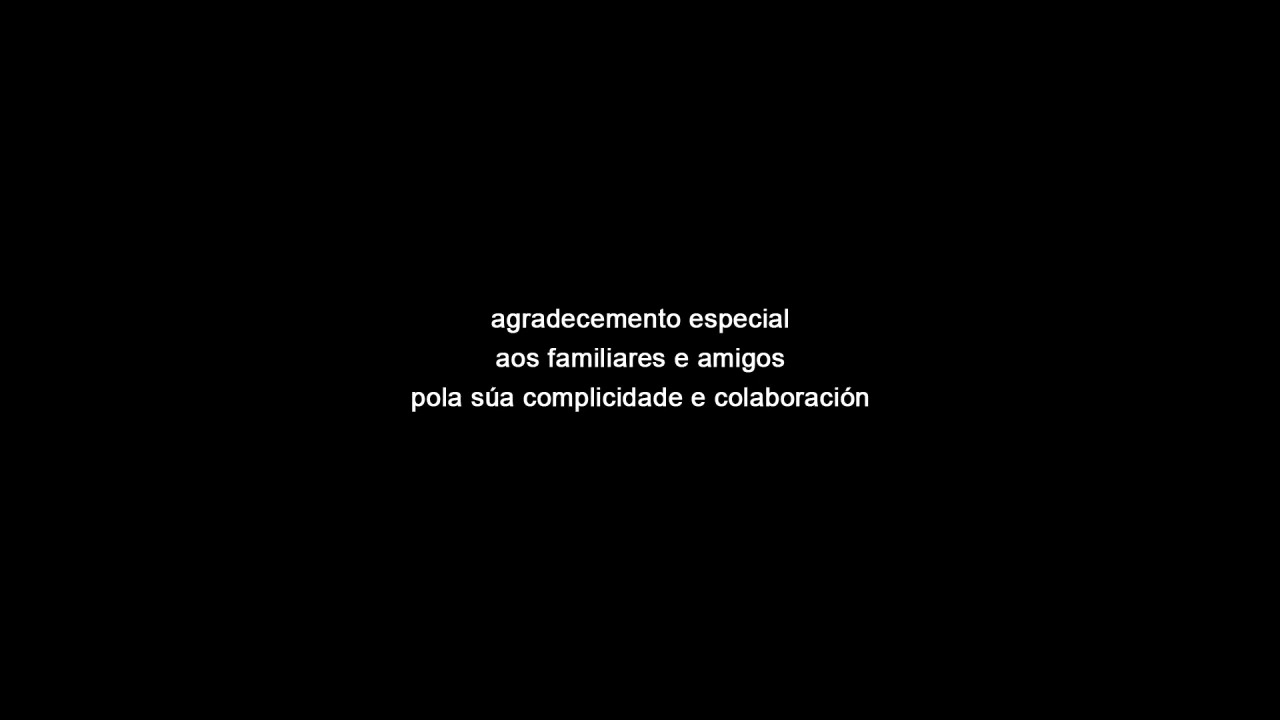 agradecemento especial
aos familiares e amigos
pola súa complicidade e colaboración